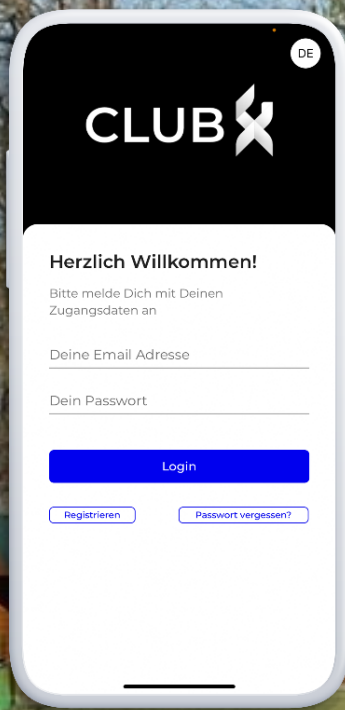 DE
CLUB
Herzlich Willkommen!
Bitte melde Dich mit Deinen
Zugangsdaten an
Deine Email Adresse
Dein Passwort
Login
Registrieren
Passwort vergessen?